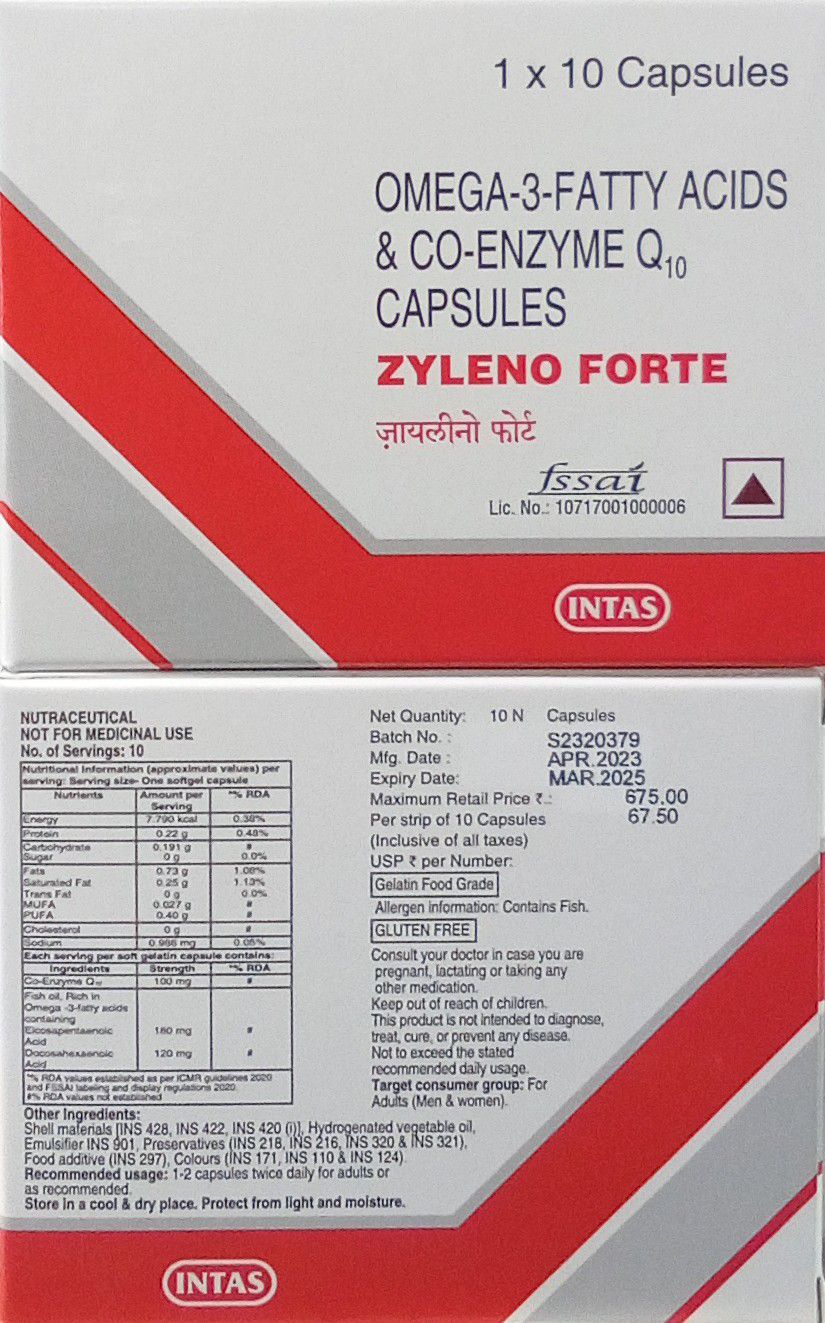 1 x 10 Capsules
OMEGA-3-FATTY ACIDS
& CO-ENZYME Q10
CAPSULES
ZYLENO FORTE
ज़ायलीनो फोर्ट
fssai
Lic. No.: 10717001000006
INTAS
NUTRACEUTICAL
NOT FOR MEDICINAL USE
No. of Servings: 10
Nutritional Information (approximate values) per
serving: Serving size- One softgel capsule
Nutrients Amount per Serving *% RDA
Energy 7.790 kcal 0.38%
Protein 0.22 g 0.48%
Carbohydrate 0.191 g #
Sugar 0 g 0.0%
Fats 0.73 g 1.08%
Saturated Fat 0.25 g 1.13%
Trans Fat 0 g 0.0%
MUFA 0.027 g #
PUFA 0.40 g #
Cholesterol 0 g #
Sodium 0.986 mg 0.05%
Each serving per soft gelatin capsule contains:
Ingredients Strength *% RDA
Co-Enzyme Q10 100 mg #
Fish oil, Rich in
Omega -3-fatty acids
containing
Eicosapentaenoic 180 mg #
Acid
Docosahexaenoic 120 mg #
Acid
*% RDA values established as per ICMR guidelines 2020
and FSSAI labeling and display regulations 2020.
#% RDA values not established
Other Ingredients:
Shell materials [INS 428, INS 422, INS 420 (i)], Hydrogenated vegetable oil,
Emulsifier INS 901, Preservatives (INS 218, INS 216, INS 320 & INS 321),
Food additive (INS 297), Colours (INS 171, INS 110 & INS 124).
Recommended usage: 1-2 capsules twice daily for adults or
as recommended.
Store in a cool & dry place. Protect from light and moisture.
Net Quantity: 10 N Capsules
Batch No. : S2320379
Mfg. Date : APR.2023
Expiry Date: MAR.2025
Maximum Retail Price ₹.: 675.00
Per strip of 10 Capsules 67.50
(Inclusive of all taxes)
USP ₹ per Number:
Gelatin Food Grade
Allergen information: Contains Fish.
GLUTEN FREE
Consult your doctor in case you are
pregnant, lactating or taking any
other medication.
Keep out of reach of children.
This product is not intended to diagnose,
treat, cure, or prevent any disease.
Not to exceed the stated
recommended daily usage.
Target consumer group: For
Adults (Men & women).
INTAS